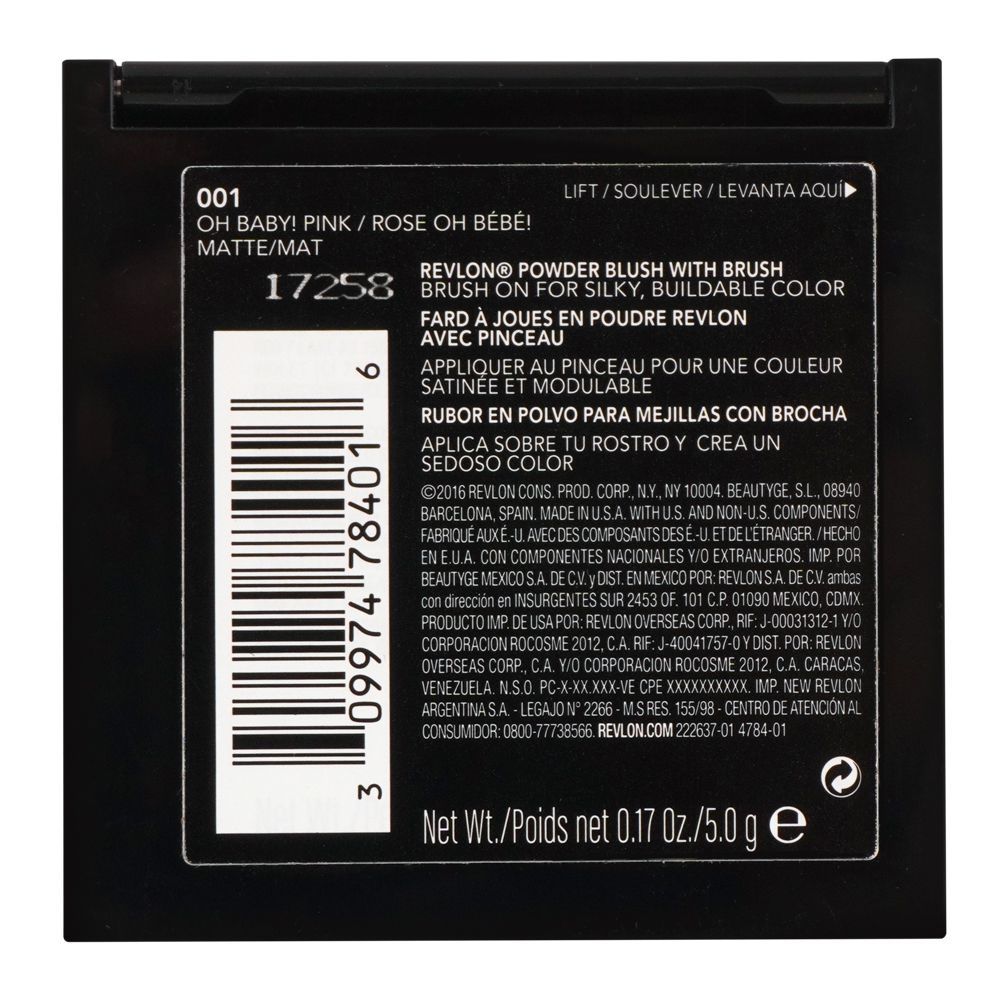 001
OH BABY! PINK / ROSE OH BÉBÉ!
MATTE/MAT
LIFT / SOULEVER / LEVANTA AQUÍ
17258
REVLON® POWDER BLUSH WITH BRUSH
BRUSH ON FOR SILKY, BUILDABLE COLOR
FARD À JOUES EN POUDRE REVLON
AVEC PINCEAU
APPLIQUER AU PINCEAU POUR UNE COULEUR
SATINÉE ET MODULABLE
RUBOR EN POLVO PARA MEJILLAS CON BROCHA
APLICA SOBRE TU ROSTRO Y CREA UN
SEDOSO COLOR
©2016 REVLON CONS. PROD. CORP., N.Y., NY 10004. BEAUTYGE, S.L., 08940
BARCELONA, SPAIN. MADE IN U.S.A. WITH U.S. AND NON-U.S. COMPONENTS/
FABRIQUÉ AUX É.-U. AVEC DES COMPOSANTS DES É.-U. ET DE L'ÉTRANGER. / HECHO
EN E.U.A. CON COMPONENTES NACIONALES Y/O EXTRANJEROS. IMP. POR
BEAUTYGE MEXICO S.A. DE C.V. y DIST. EN MEXICO POR: REVLON S.A. DE C.V. ambas
con dirección en INSURGENTES SUR 2453 OF. 101 C.P. 01090 MEXICO, CDMX.
PRODUCTO IMP. DE USA POR: REVLON OVERSEAS CORP., RIF: J-00031312-1 Y/O
CORPORACION ROCOSME 2012, C.A. RIF: J-40041757-0 Y DIST. POR: REVLON
OVERSEAS CORP., C.A. Y/O CORPORACION ROCOSME 2012, C.A. CARACAS,
VENEZUELA. N.S.O. PC-X-XX.XXX-VE CPE XXXXXXXXXX. IMP. NEW REVLON
ARGENTINA S.A. - LEGAJO N° 2266 - M.S RES. 155/98 - CENTRO DE ATENCIÓN AL
CONSUMIDOR: 0800-77738566. REVLON.COM 222637-01 4784-01
3 09974 78401 6
Net Wt./Poids net 0.17 Oz./5.0 g e